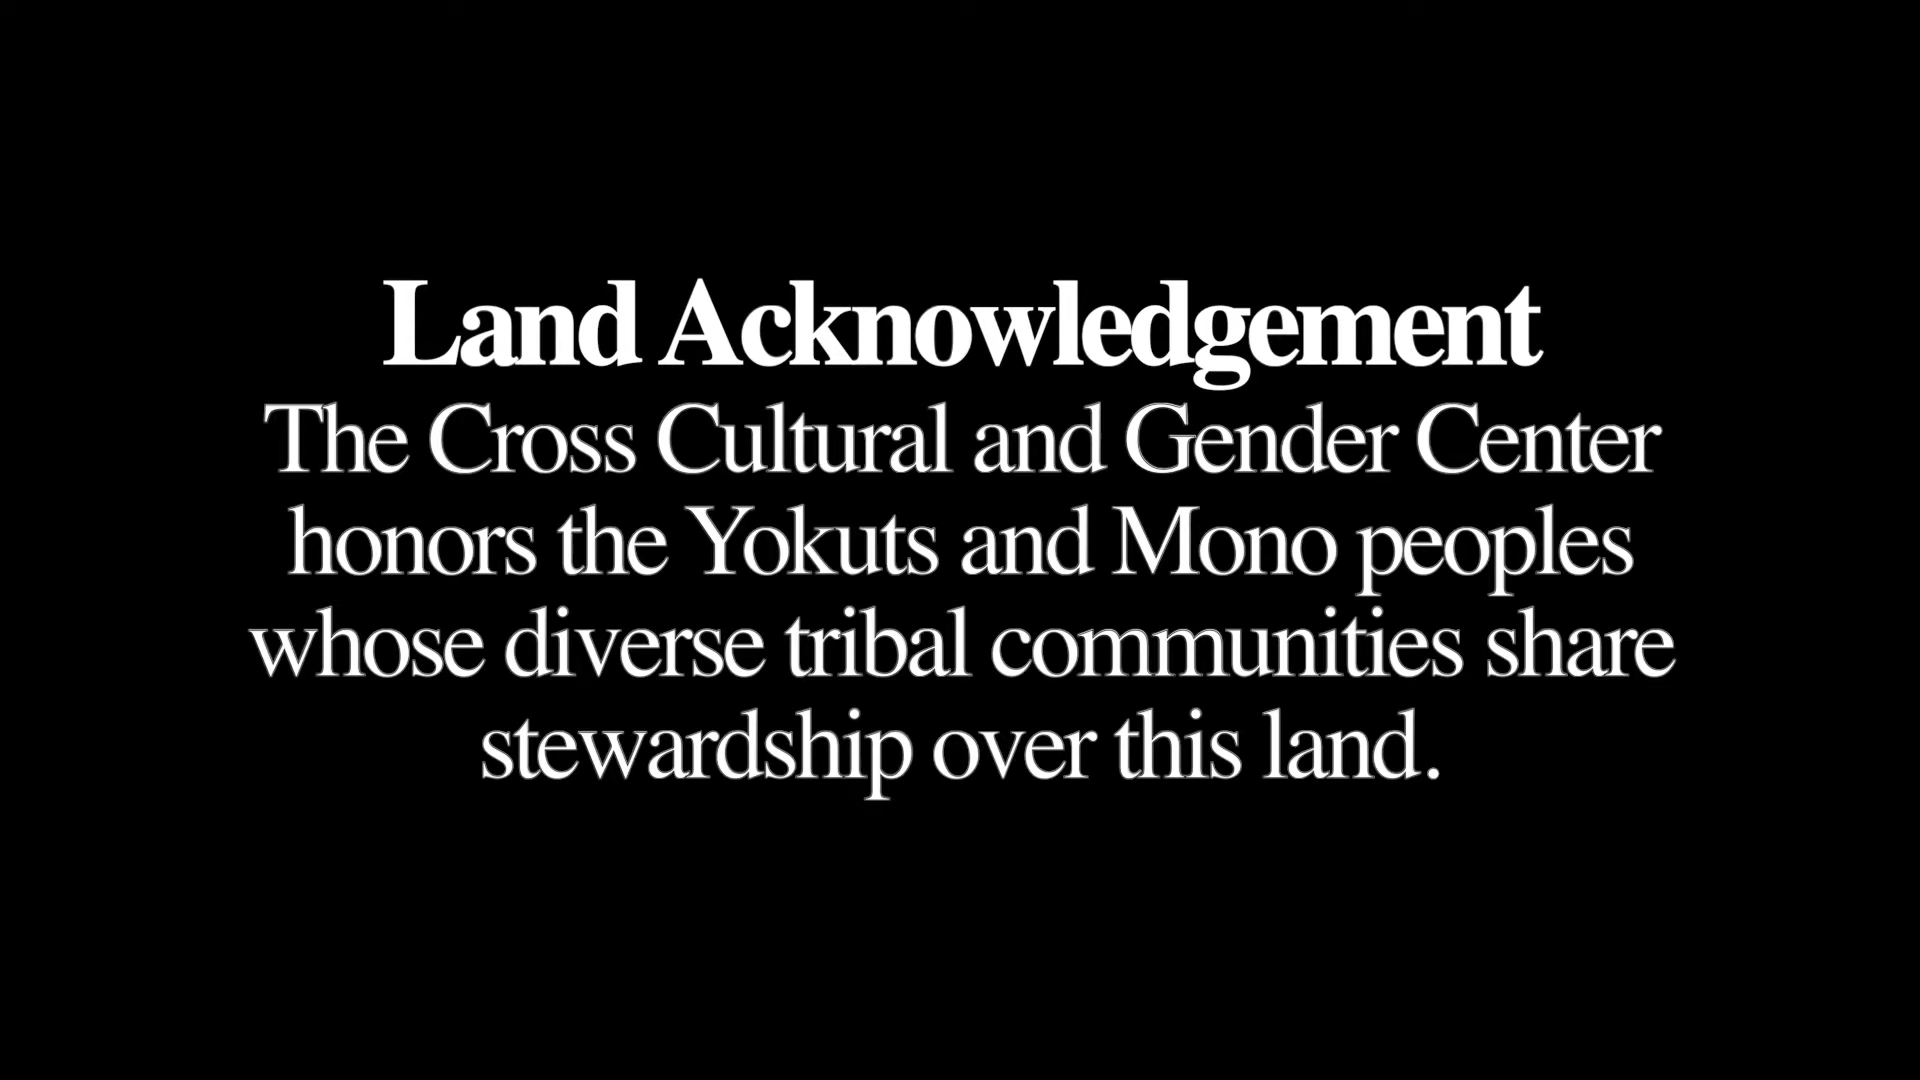 Land Acknowledgement
The Cross Cultural and Gender Center
honors the Yokuts and Mono peoples
whose diverse tribal communities share
stewardship over this land.